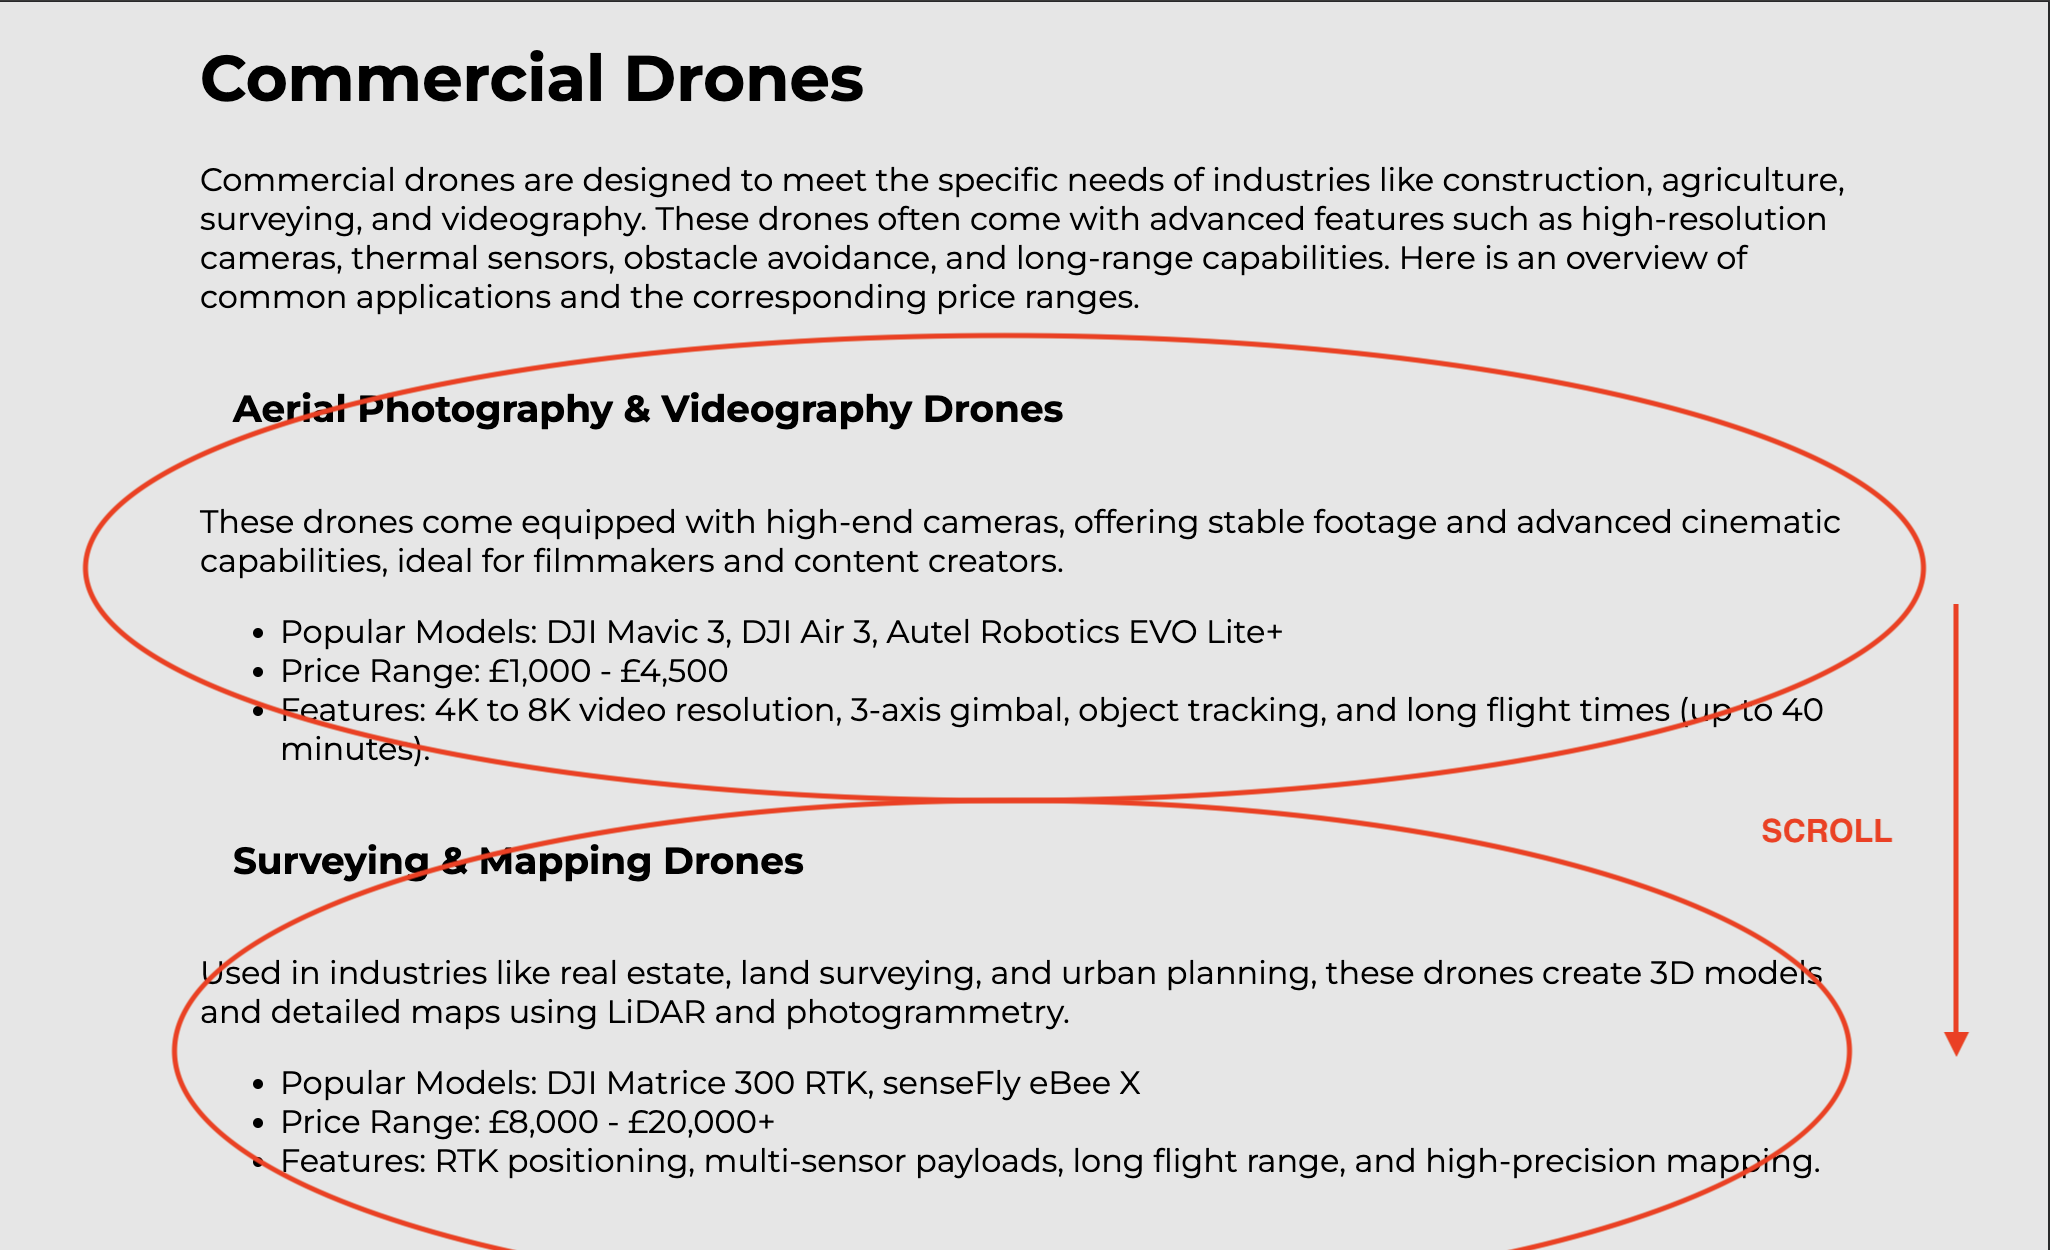 Commercial Drones
Commercial drones are designed to meet the specific needs of industries like construction, agriculture,
surveying, and videography. These drones often come with advanced features such as high-resolution
cameras, thermal sensors, obstacle avoidance, and long-range capabilities. Here is an overview of
common applications and the corresponding price ranges.
Aerial Photography & Videography Drones
These drones come equipped with high-end cameras, offering stable footage and advanced cinematic
capabilities, ideal for filmmakers and content creators.
• Popular Models: DJI Mavic 3, DJI Air 3, Autel Robotics EVO Lite+
• Price Range: £1,000 - £4,500
• Features: 4K to 8K video resolution, 3-axis gimbal, object tracking, and long flight times (up to 40
minutes).
SCROLL
Surveying & Mapping Drones
Used in industries like real estate, land surveying, and urban planning, these drones create 3D models
and detailed maps using LiDAR and photogrammetry.
• Popular Models: DJI Matrice 300 RTK, senseFly eBee X
• Price Range: £8,000 - £20,000+
• Features: RTK positioning, multi-sensor payloads, long flight range, and high-precision mapping.